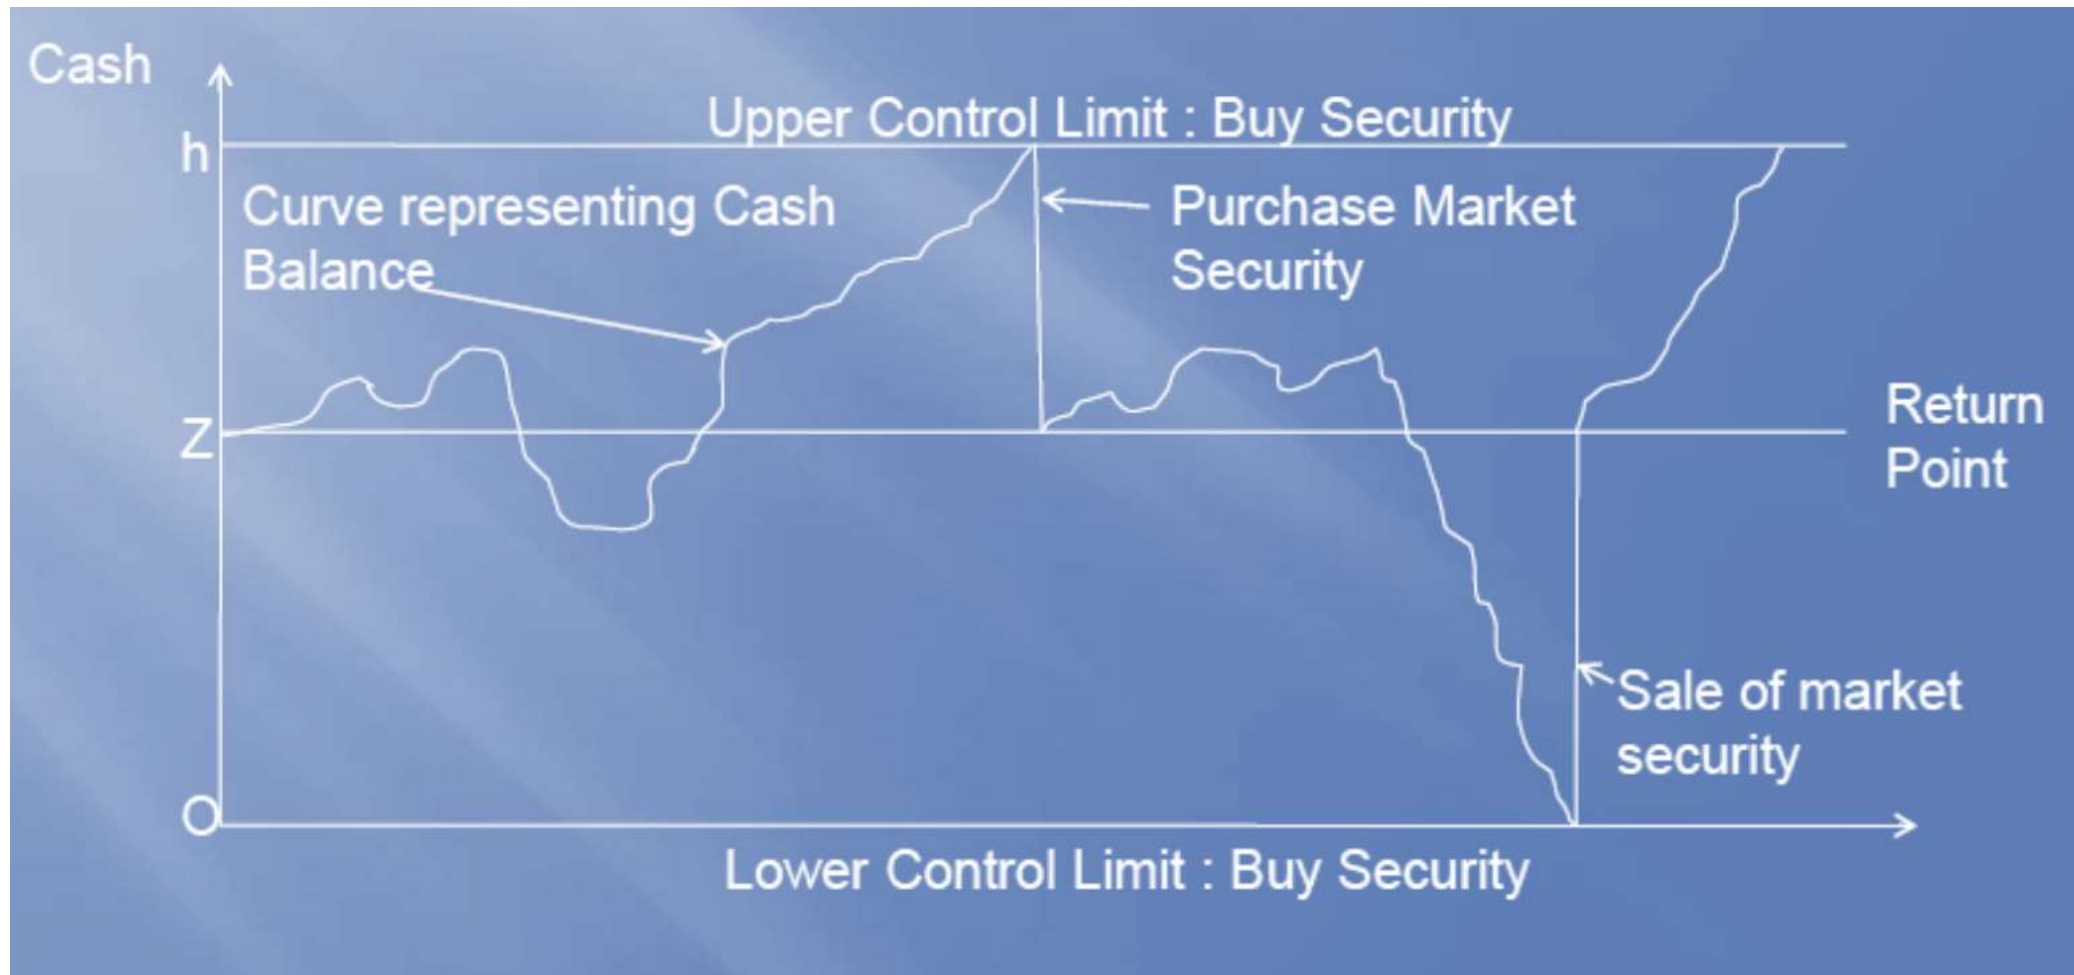 Cash
Upper Control Limit : Buy Security
h
Curve representing Cash
Balance
Purchase Market
Security
Z
Return
Point
Sale of market
security
O
Lower Control Limit : Buy Security